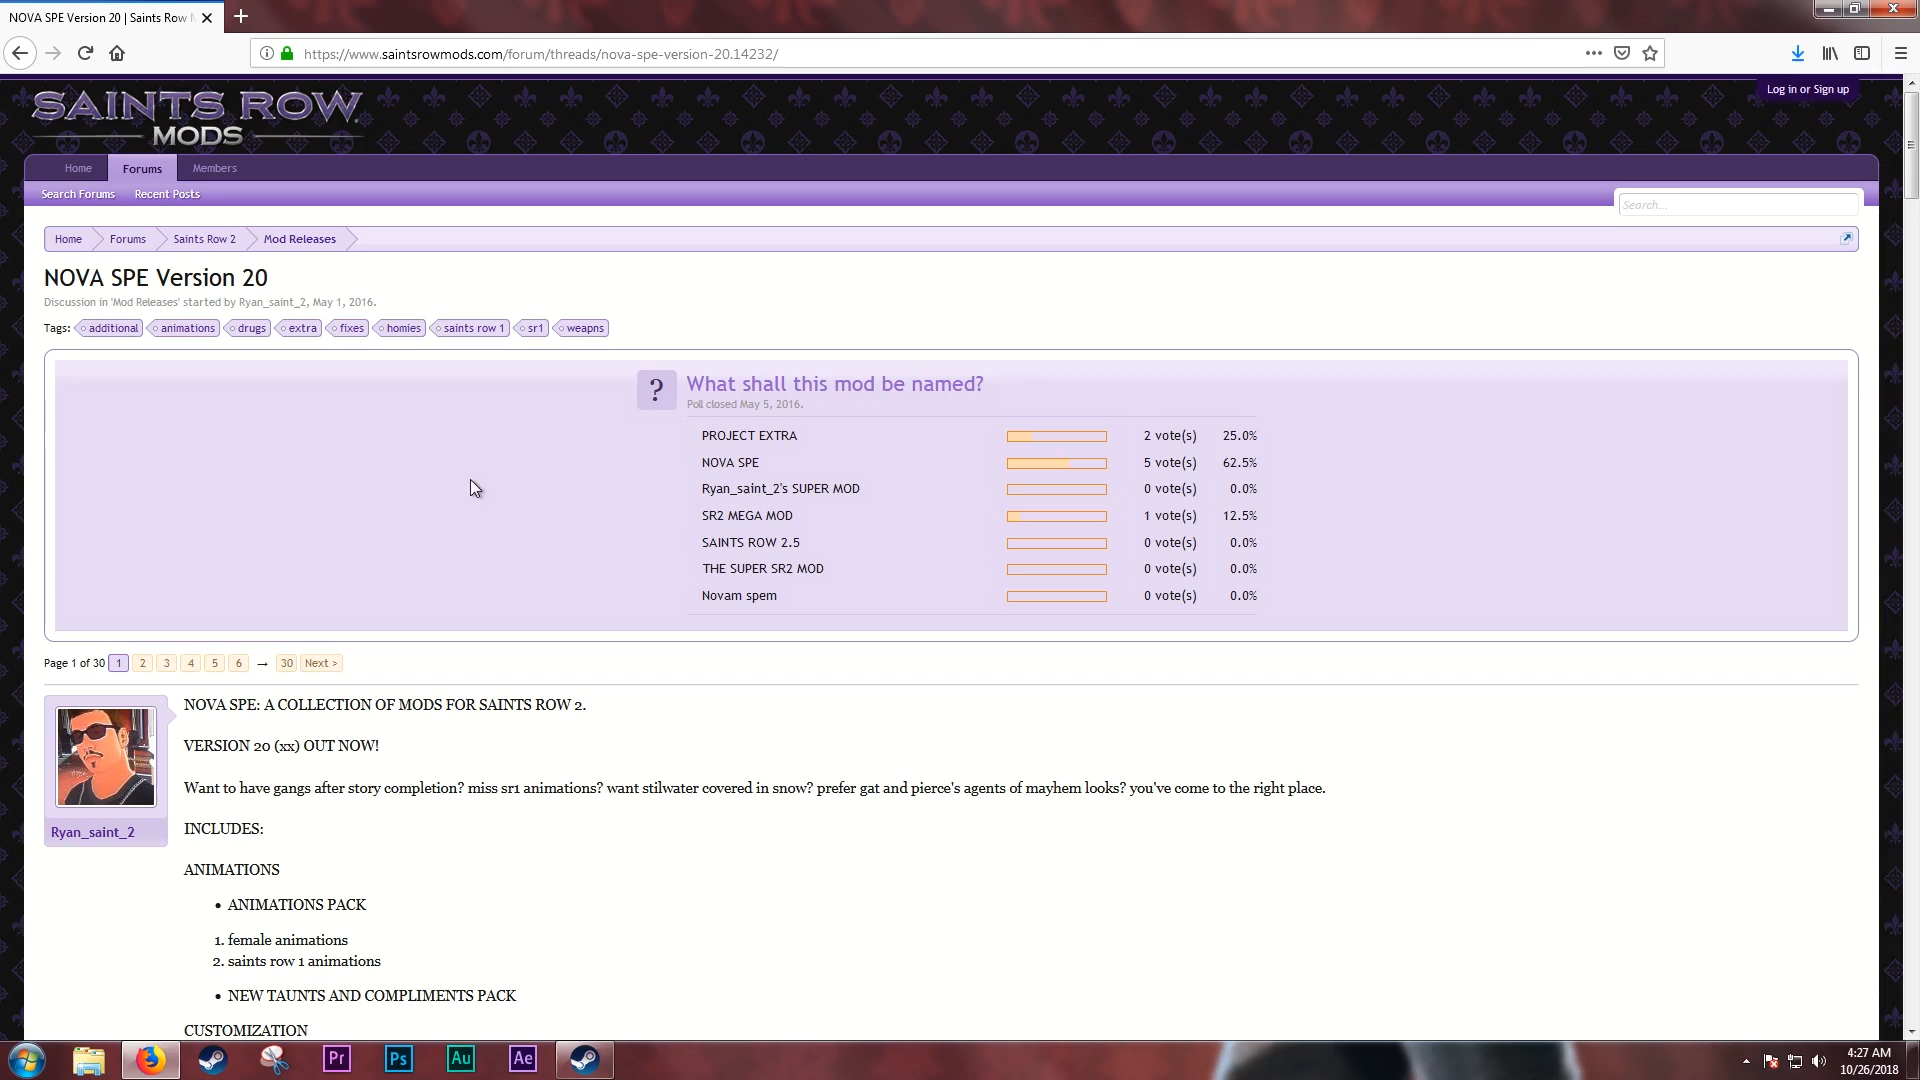 NOVA SPE Version 20 | Saints Row M
https://www.saintsrowmods.com/forum/threads/nova-spe-version-20.14232/
Log in or Sign up
SAINTS ROW
MODS
Home
Forums
Members
Search Forums
Recent Posts
Search...
Home
Forums
Saints Row 2
Mod Releases
NOVA SPE Version 20
Discussion in 'Mod Releases' started by Ryan_saint_2, May 1, 2016.
Tags: additional animations drugs extra fixes homies saints row 1 sr1 weapns
?
What shall this mod be named?
Poll closed May 5, 2016.
PROJECT EXTRA 2 vote(s) 25.0%
NOVA SPE 5 vote(s) 62.5%
Ryan_saint_2's SUPER MOD 0 vote(s) 0.0%
SR2 MEGA MOD 1 vote(s) 12.5%
SAINTS ROW 2.5 0 vote(s) 0.0%
THE SUPER SR2 MOD 0 vote(s) 0.0%
Novam spem 0 vote(s) 0.0%
Page 1 of 30 1 2 3 4 5 6 → 30 Next >
Ryan_saint_2
NOVA SPE: A COLLECTION OF MODS FOR SAINTS ROW 2.
VERSION 20 (xx) OUT NOW!
Want to have gangs after story completion? miss sr1 animations? want stilwater covered in snow? prefer gat and pierce's agents of mayhem looks? you've come to the right place.
INCLUDES:
ANIMATIONS
• ANIMATIONS PACK
1. female animations
2. saints row 1 animations
• NEW TAUNTS AND COMPLIMENTS PACK
CUSTOMIZATION
Pr
Ps
Au
Ae
4:27 AM
10/26/2018